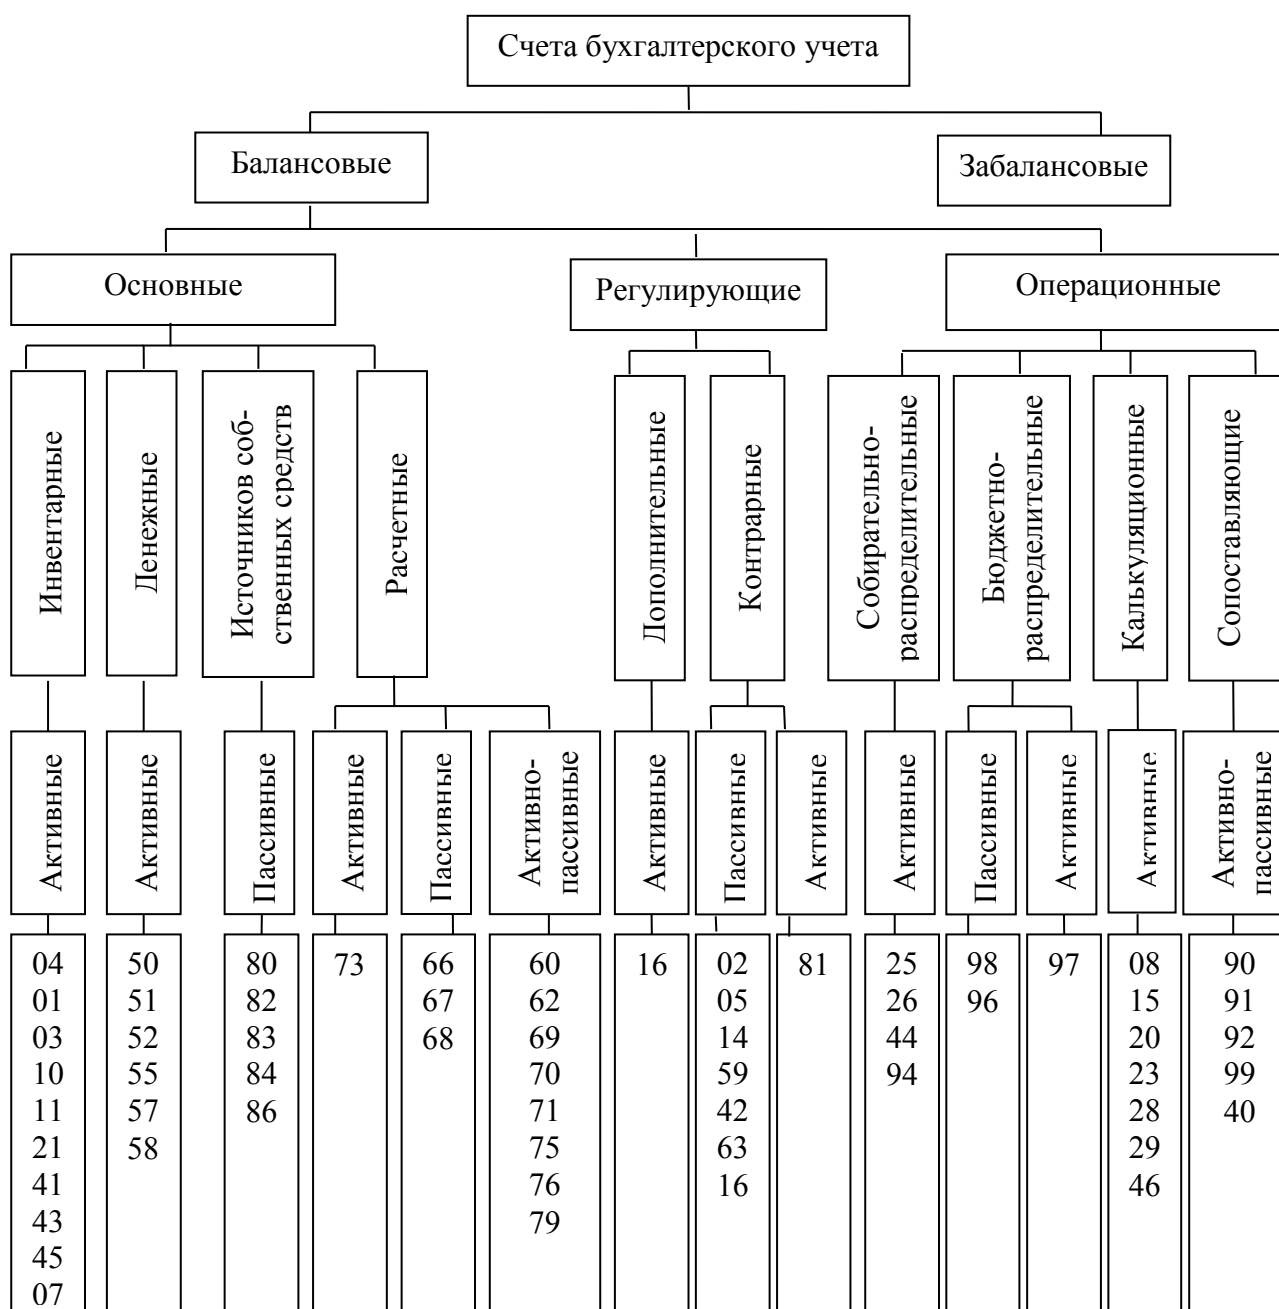 Счета бухгалтерского учета
Балансовые
Забалансовые
Основные
Регулирующие
Операционные
Инвентарные
Денежные
Источников соб-
ственных средств
Расчетные
Дополнительные
Контрарные
Собирательно-
распределительные
Бюджетно-
распределительные
Калькуляционные
Сопоставляющие
Активные
Активные
Пассивные
Активные
Пассивные
Активно-
пассивные
Активные
Пассивные
Активные
Активные
Пассивные
Активные
Активные
Активно-
пассивные
04
01
03
10
11
21
41
43
45
07
50
51
52
55
57
58
80
82
83
84
86
73
66
67
68
60
62
69
70
71
75
76
79
16
02
05
14
59
42
63
16
81
25
26
44
94
98
96
97
08
15
20
23
28
29
46
90
91
92
99
40